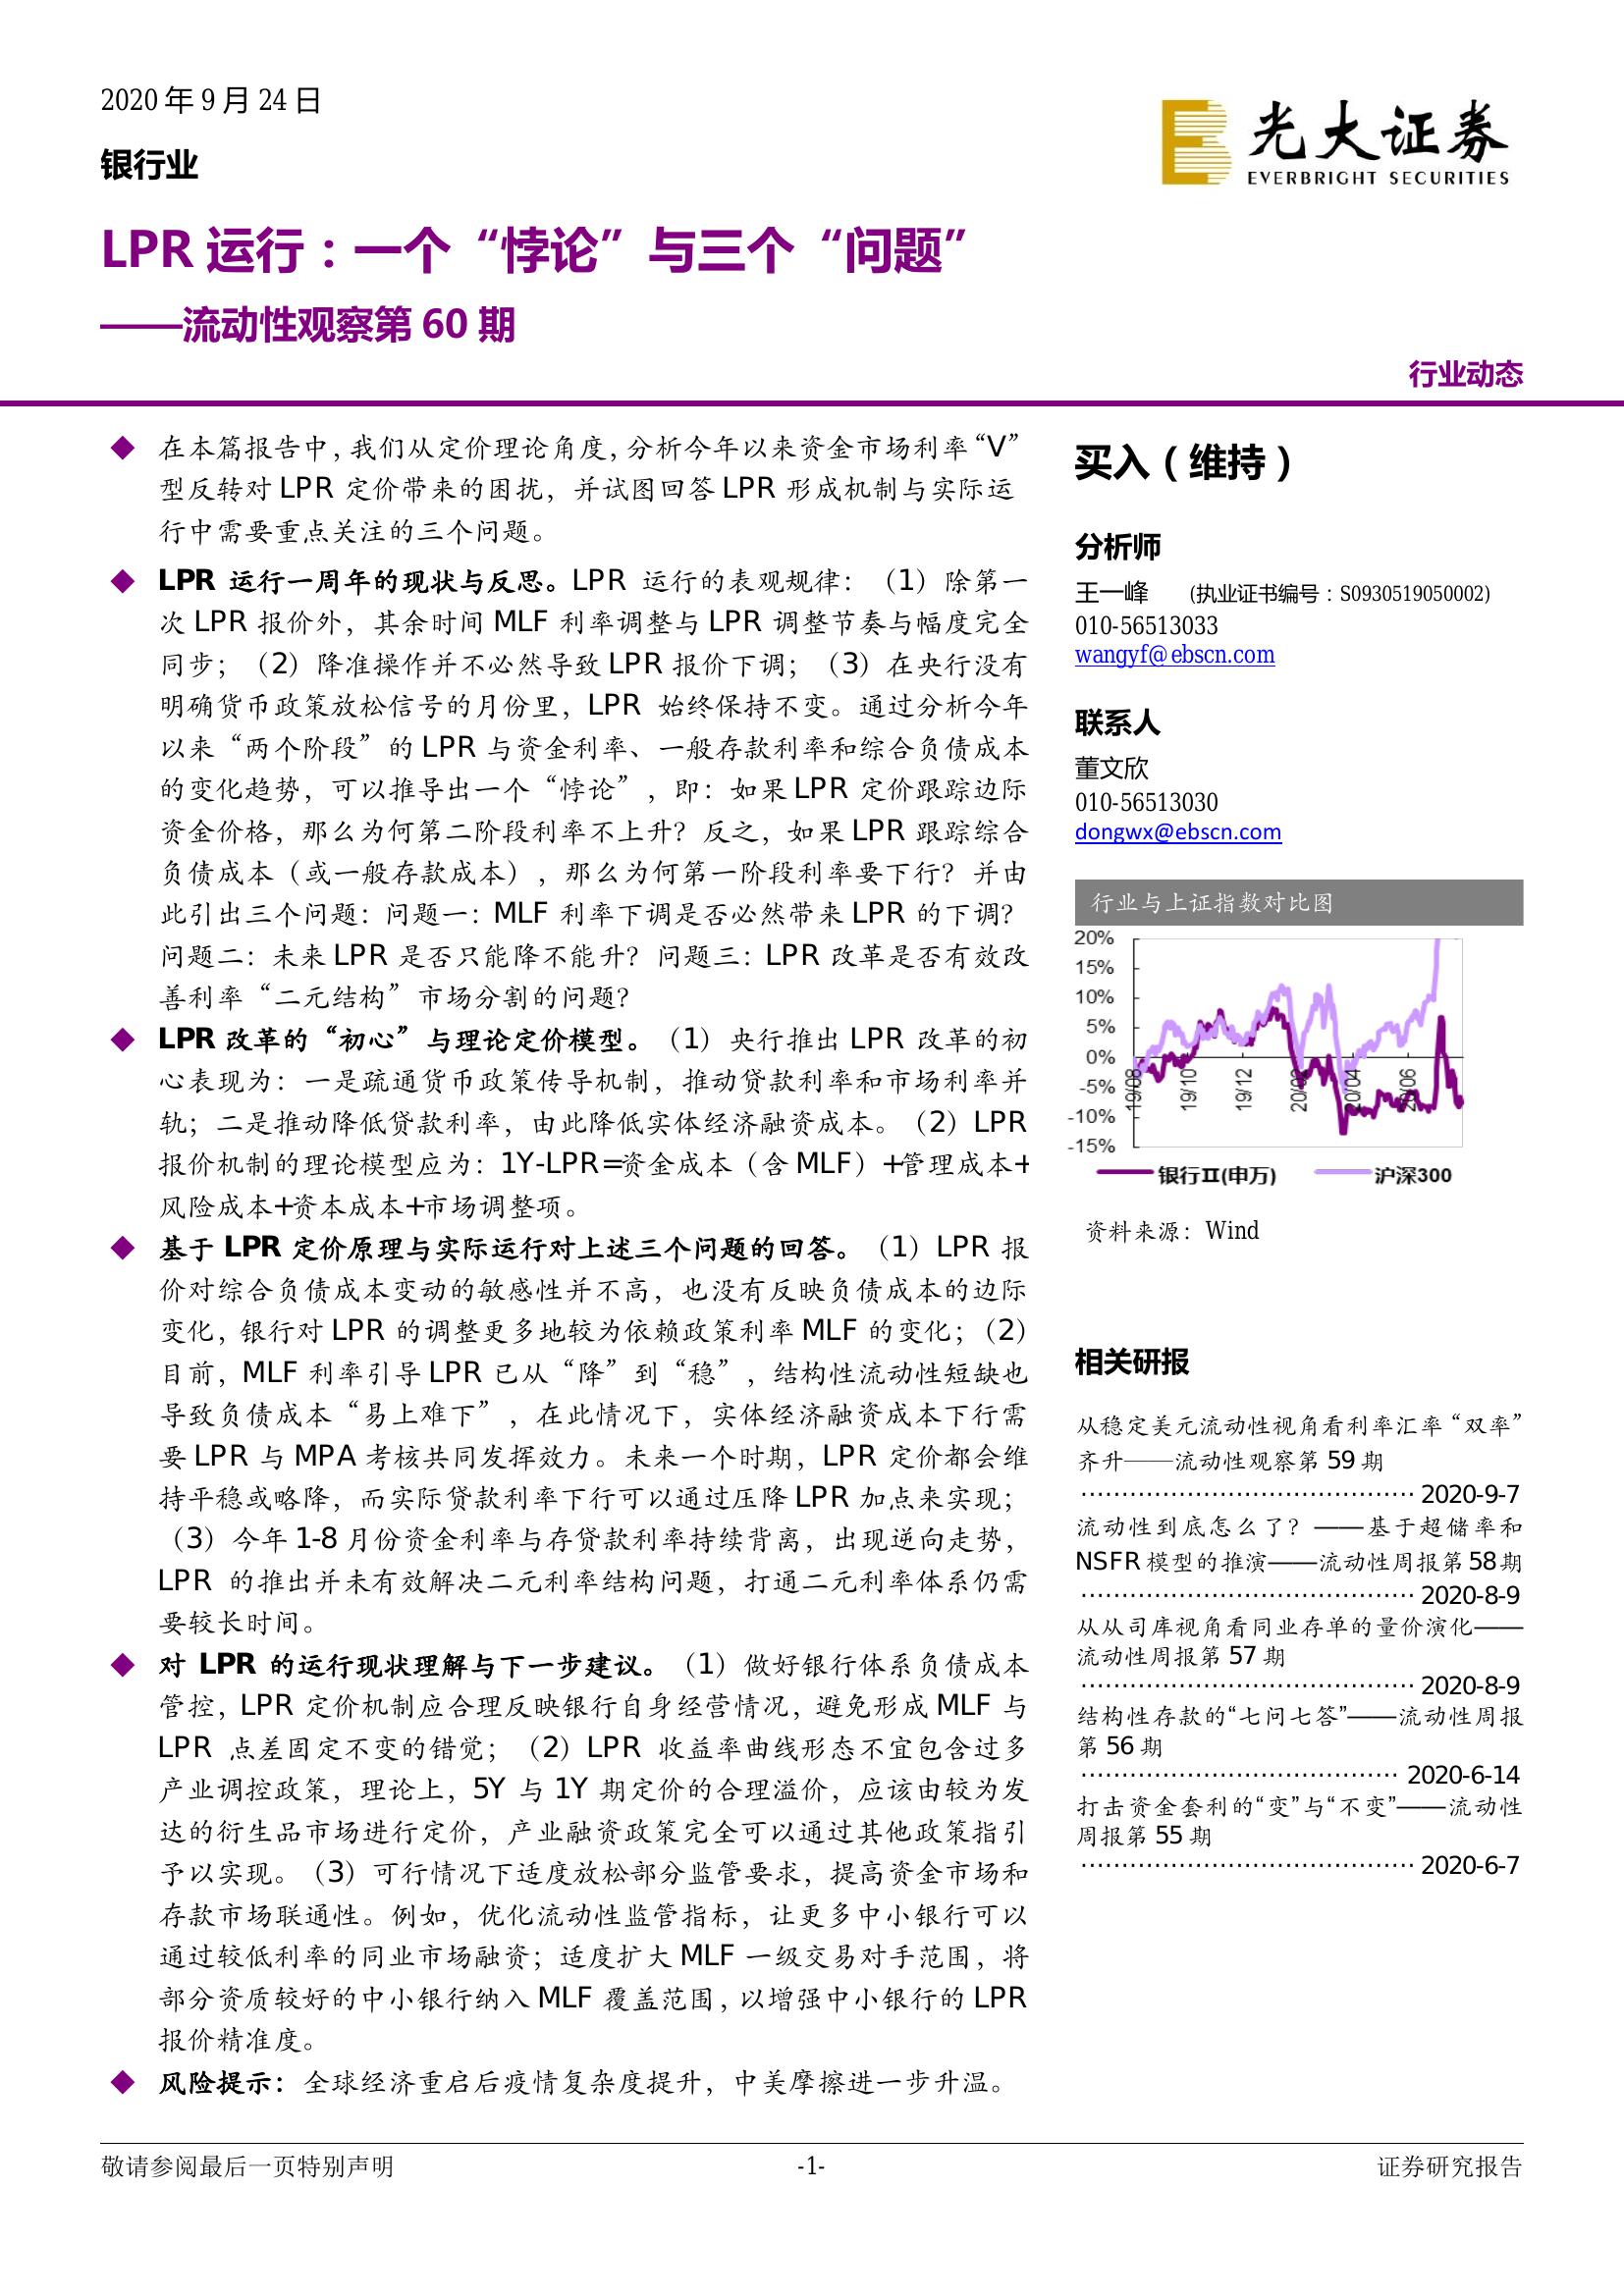 2020 年 9 月 24 日
银行业
光大证券
EVERBRIGHT SECURITIES
LPR 运行：一个“悖论”与三个“问题”
——流动性观察第 60 期
行业动态
◆ 在本篇报告中，我们从定价理论角度，分析今年以来资金市场利率“V”
型反转对 LPR 定价带来的困扰，并试图回答 LPR 形成机制与实际运
行中需要重点关注的三个问题。
◆ LPR 运行一周年的现状与反思。LPR 运行的表观规律：（1）除第一
次 LPR 报价外，其余时间 MLF 利率调整与 LPR 调整节奏与幅度完全
同步；（2）降准操作并不必然导致 LPR 报价下调；（3）在央行没有
明确货币政策放松信号的月份里，LPR 始终保持不变。通过分析今年
以来“两个阶段”的 LPR 与资金利率、一般存款利率和综合负债成本
的变化趋势，可以推导出一个“悖论”，即：如果 LPR 定价跟踪边际
资金价格，那么为何第二阶段利率不上升？反之，如果 LPR 跟踪综合
负债成本（或一般存款成本），那么为何第一阶段利率要下行？并由
此引出三个问题：问题一：MLF 利率下调是否必然带来 LPR 的下调？
问题二：未来 LPR 是否只能降不能升？问题三：LPR 改革是否有效改
善利率“二元结构”市场分割的问题？
◆ LPR 改革的“初心”与理论定价模型。（1）央行推出 LPR 改革的初
心表现为：一是疏通货币政策传导机制，推动贷款利率和市场利率并
轨；二是推动降低贷款利率，由此降低实体经济融资成本。（2）LPR
报价机制的理论模型应为：1Y-LPR=资金成本（含 MLF）+管理成本+
风险成本+资本成本+市场调整项。
◆ 基于 LPR 定价原理与实际运行对上述三个问题的回答。（1）LPR 报
价对综合负债成本变动的敏感性并不高，也没有反映负债成本的边际
变化，银行对 LPR 的调整更多地较为依赖政策利率 MLF 的变化；（2）
目前，MLF 利率引导 LPR 已从“降”到“稳”，结构性流动性短缺也
导致负债成本“易上难下”，在此情况下，实体经济融资成本下行需
要 LPR 与 MPA 考核共同发挥效力。未来一个时期，LPR 定价都会维
持平稳或略降，而实际贷款利率下行可以通过压降 LPR 加点来实现；
（3）今年 1-8 月份资金利率与存贷款利率持续背离，出现逆向走势，
LPR 的推出并未有效解决二元利率结构问题，打通二元利率体系仍需
要较长时间。
◆ 对 LPR 的运行现状理解与下一步建议。（1）做好银行体系负债成本
管控，LPR 定价机制应合理反映银行自身经营情况，避免形成 MLF 与
LPR 点差固定不变的错觉；（2）LPR 收益率曲线形态不宜包含过多
产业调控政策，理论上，5Y 与 1Y 期定价的合理溢价，应该由较为发
达的衍生品市场进行定价，产业融资政策完全可以通过其他政策指引
予以实现。（3）可行情况下适度放松部分监管要求，提高资金市场和
存款市场联通性。例如，优化流动性监管指标，让更多中小银行可以
通过较低利率的同业市场融资；适度扩大 MLF 一级交易对手范围，将
部分资质较好的中小银行纳入 MLF 覆盖范围，以增强中小银行的 LPR
报价精准度。
◆ 风险提示：全球经济重启后疫情复杂度提升，中美摩擦进一步升温。
买入（维持）
分析师
王一峰 (执业证书编号：S0930519050002)
010-56513033
wangyf@ebscn.com
联系人
董文欣
010-56513030
dongwx@ebscn.com
行业与上证指数对比图
20%
15%
10%
5%
0%
-5%
-10%
-15%
19/08 19/10 19/12 20/02 20/04 20/06
银行II(申万) 沪深300
资料来源：Wind
相关研报
从稳定美元流动性视角看利率汇率“双率”
齐升——流动性观察第 59 期
········································ 2020-9-7
流动性到底怎么了？——基于超储率和
NSFR 模型的推演——流动性周报第 58 期
········································ 2020-8-9
从从司库视角看同业存单的量价演化——
流动性周报第 57 期
········································ 2020-8-9
结构性存款的“七问七答”——流动性周报
第 56 期
······································ 2020-6-14
打击资金套利的“变”与“不变”——流动性
周报第 55 期
········································ 2020-6-7
敬请参阅最后一页特别声明 -1- 证券研究报告